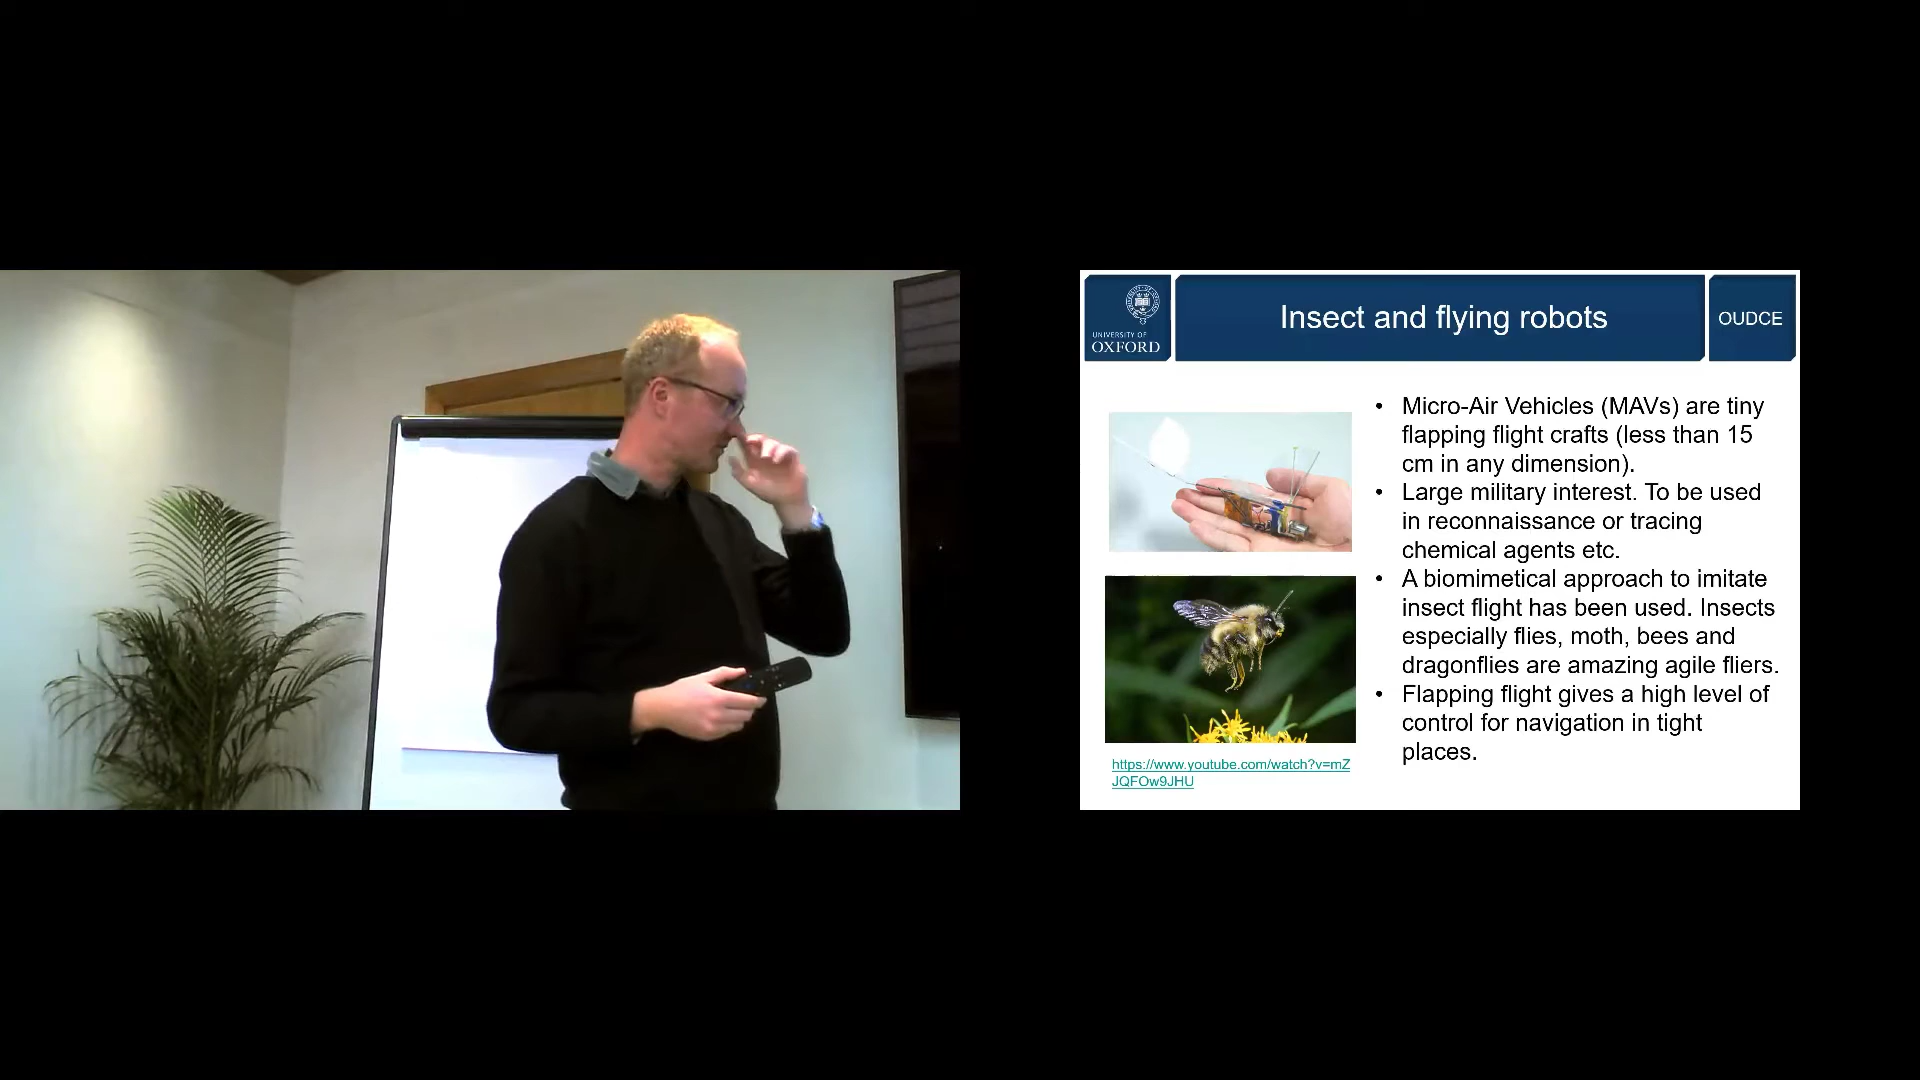 UNIVERSITY OF
OXFORD
Insect and flying robots
OUDCE
• Micro-Air Vehicles (MAVs) are tiny
flapping flight crafts (less than 15
cm in any dimension).
• Large military interest. To be used
in reconnaissance or tracing
chemical agents etc.
• A biomimetical approach to imitate
insect flight has been used. Insects
especially flies, moth, bees and
dragonflies are amazing agile fliers.
• Flapping flight gives a high level of
control for navigation in tight
places.
https://www.youtube.com/watch?v=mZ
JQFOw9JHU